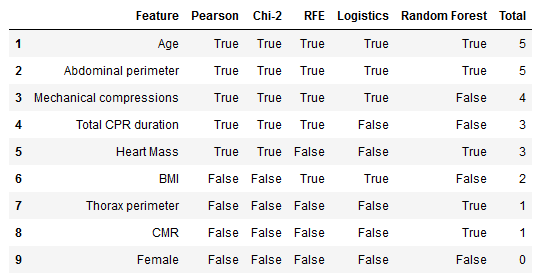 Feature Pearson Chi-2 RFE Logistics Random Forest Total
1 Age True True True True True 5
2 Abdominal perimeter True True True True True 5
3 Mechanical compressions True True True True False 4
4 Total CPR duration True True True False False 3
5 Heart Mass True True False False True 3
6 BMI False False True True False 2
7 Thorax perimeter False False False False True 1
8 CMR False False False False True 1
9 Female False False False False False 0